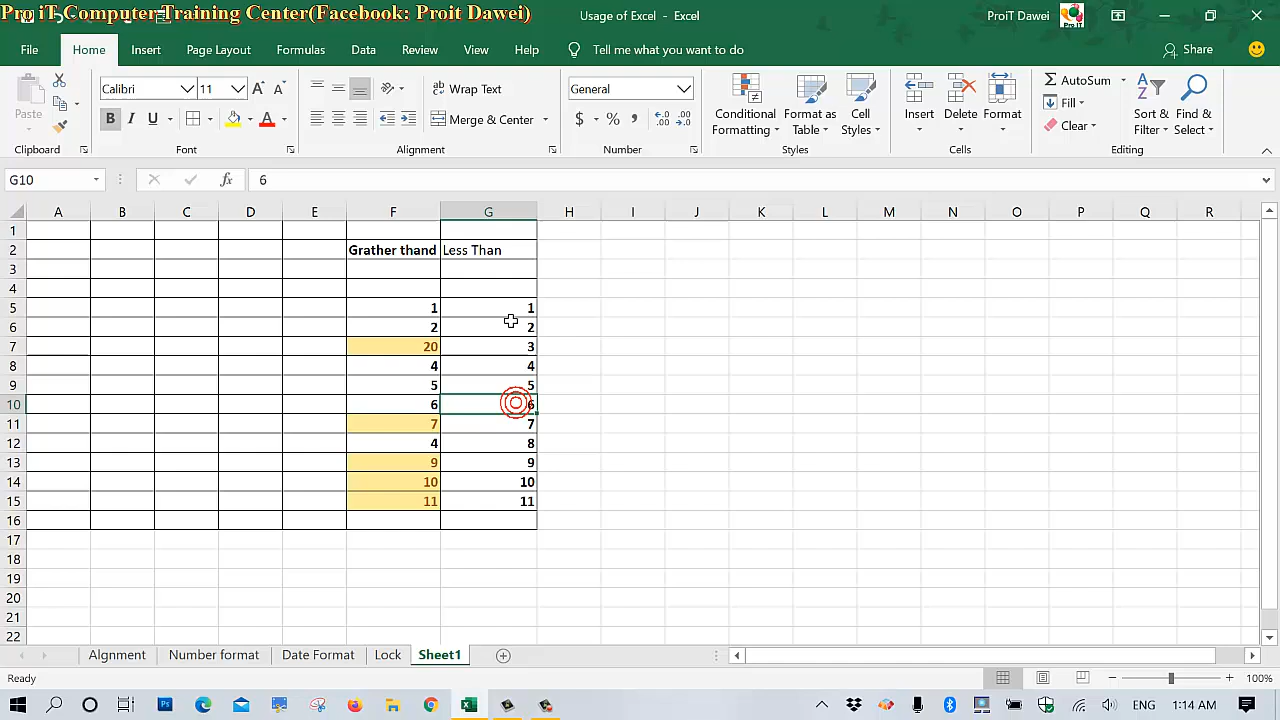 Pro iT Computer Training Center(Facebook: Proit Dawei)
Usage of Excel - Excel
ProiT Dawei
File Home Insert Page Layout Formulas Data Review View Help Tell me what you want to do Share
Calibri 11 Wrap Text General AutoSum
Paste B I U Merge & Center $ % , Conditional Formatting Format as Table Cell Styles Insert Delete Format Fill Clear Sort & Filter Find & Select
Clipboard Font Alignment Number Styles Cells Editing
G10 fx 6
A B C D E F G H I J K L M N O P Q R
1
2 Grather thand Less Than
3
4
5 1 1
6 2 2
7 20 3
8 4 4
9 5 5
10 6 6
11 7 7
12 4 8
13 9 9
14 10 10
15 11 11
16
17
18
19
20
21
22
Algnment Number format Date Format Lock Sheet1
Ready 100%
ENG 1:14 AM